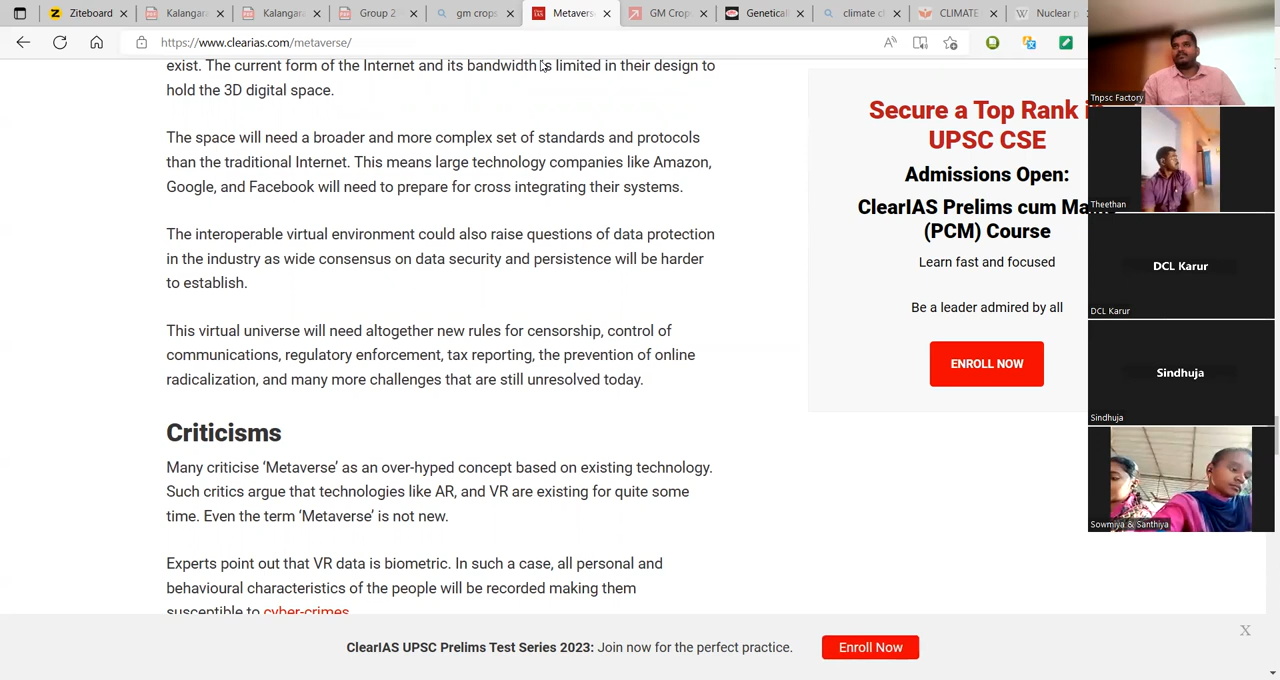 Ziteboard
Kalangara
Kalangara
Group 2
gm crops
Metavers
GM Crop
Genetical
climate cl
CLIMATE
Nuclear p
https://www.clearias.com/metaverse/
exist. The current form of the Internet and its bandwidth is limited in their design to
hold the 3D digital space.
The space will need a broader and more complex set of standards and protocols
than the traditional Internet. This means large technology companies like Amazon,
Google, and Facebook will need to prepare for cross integrating their systems.
The interoperable virtual environment could also raise questions of data protection
in the industry as wide consensus on data security and persistence will be harder
to establish.
This virtual universe will need altogether new rules for censorship, control of
communications, regulatory enforcement, tax reporting, the prevention of online
radicalization, and many more challenges that are still unresolved today.
Criticisms
Many criticise ‘Metaverse’ as an over-hyped concept based on existing technology.
Such critics argue that technologies like AR, and VR are existing for quite some
time. Even the term ‘Metaverse’ is not new.
Experts point out that VR data is biometric. In such a case, all personal and
behavioural characteristics of the people will be recorded making them
susceptible to cyber-crimes.
Secure a Top Rank i
UPSC CSE
Admissions Open:
ClearIAS Prelims cum Ma
(PCM) Course
Learn fast and focused
Be a leader admired by all
ENROLL NOW
Tnpsc Factory
Theethan
DCL Karur
DCL Karur
Sindhuja
Sindhuja
Sowmiya & Santhiya
ClearIAS UPSC Prelims Test Series 2023: Join now for the perfect practice.
Enroll Now
X